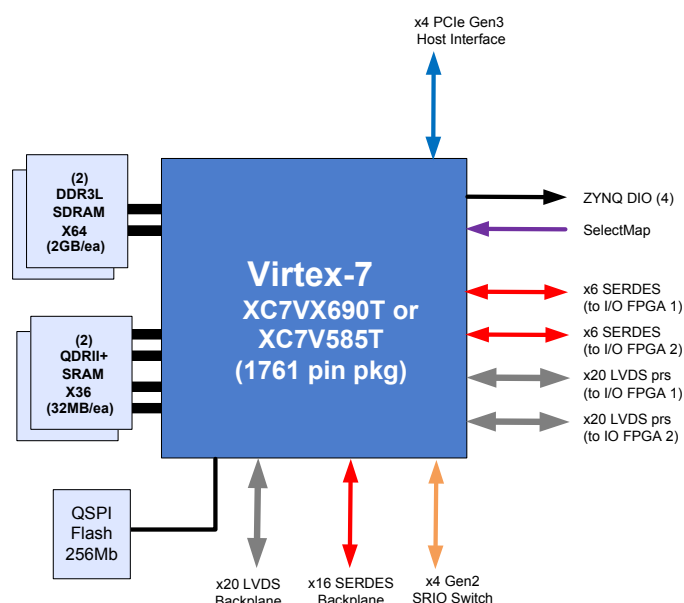 x4 PCIe Gen3
Host Interface
(2)
DDR3L
SDRAM
X64
(2GB/ea)
ZYNQ DIO (4)
SelectMap
Virtex-7
XC7VX690T or
XC7V585T
(1761 pin pkg)
x6 SERDES
(to I/O FPGA 1)
x6 SERDES
(to I/O FPGA 2)
x20 LVDS prs
(to I/O FPGA 1)
x20 LVDS prs
(to IO FPGA 2)
(2)
QDRII+
SRAM
X36
(32MB/ea)
QSPI
Flash
256Mb
x20 LVDS
Backplane
x16 SERDES
Backplane
x4 Gen2
SRIO Switch